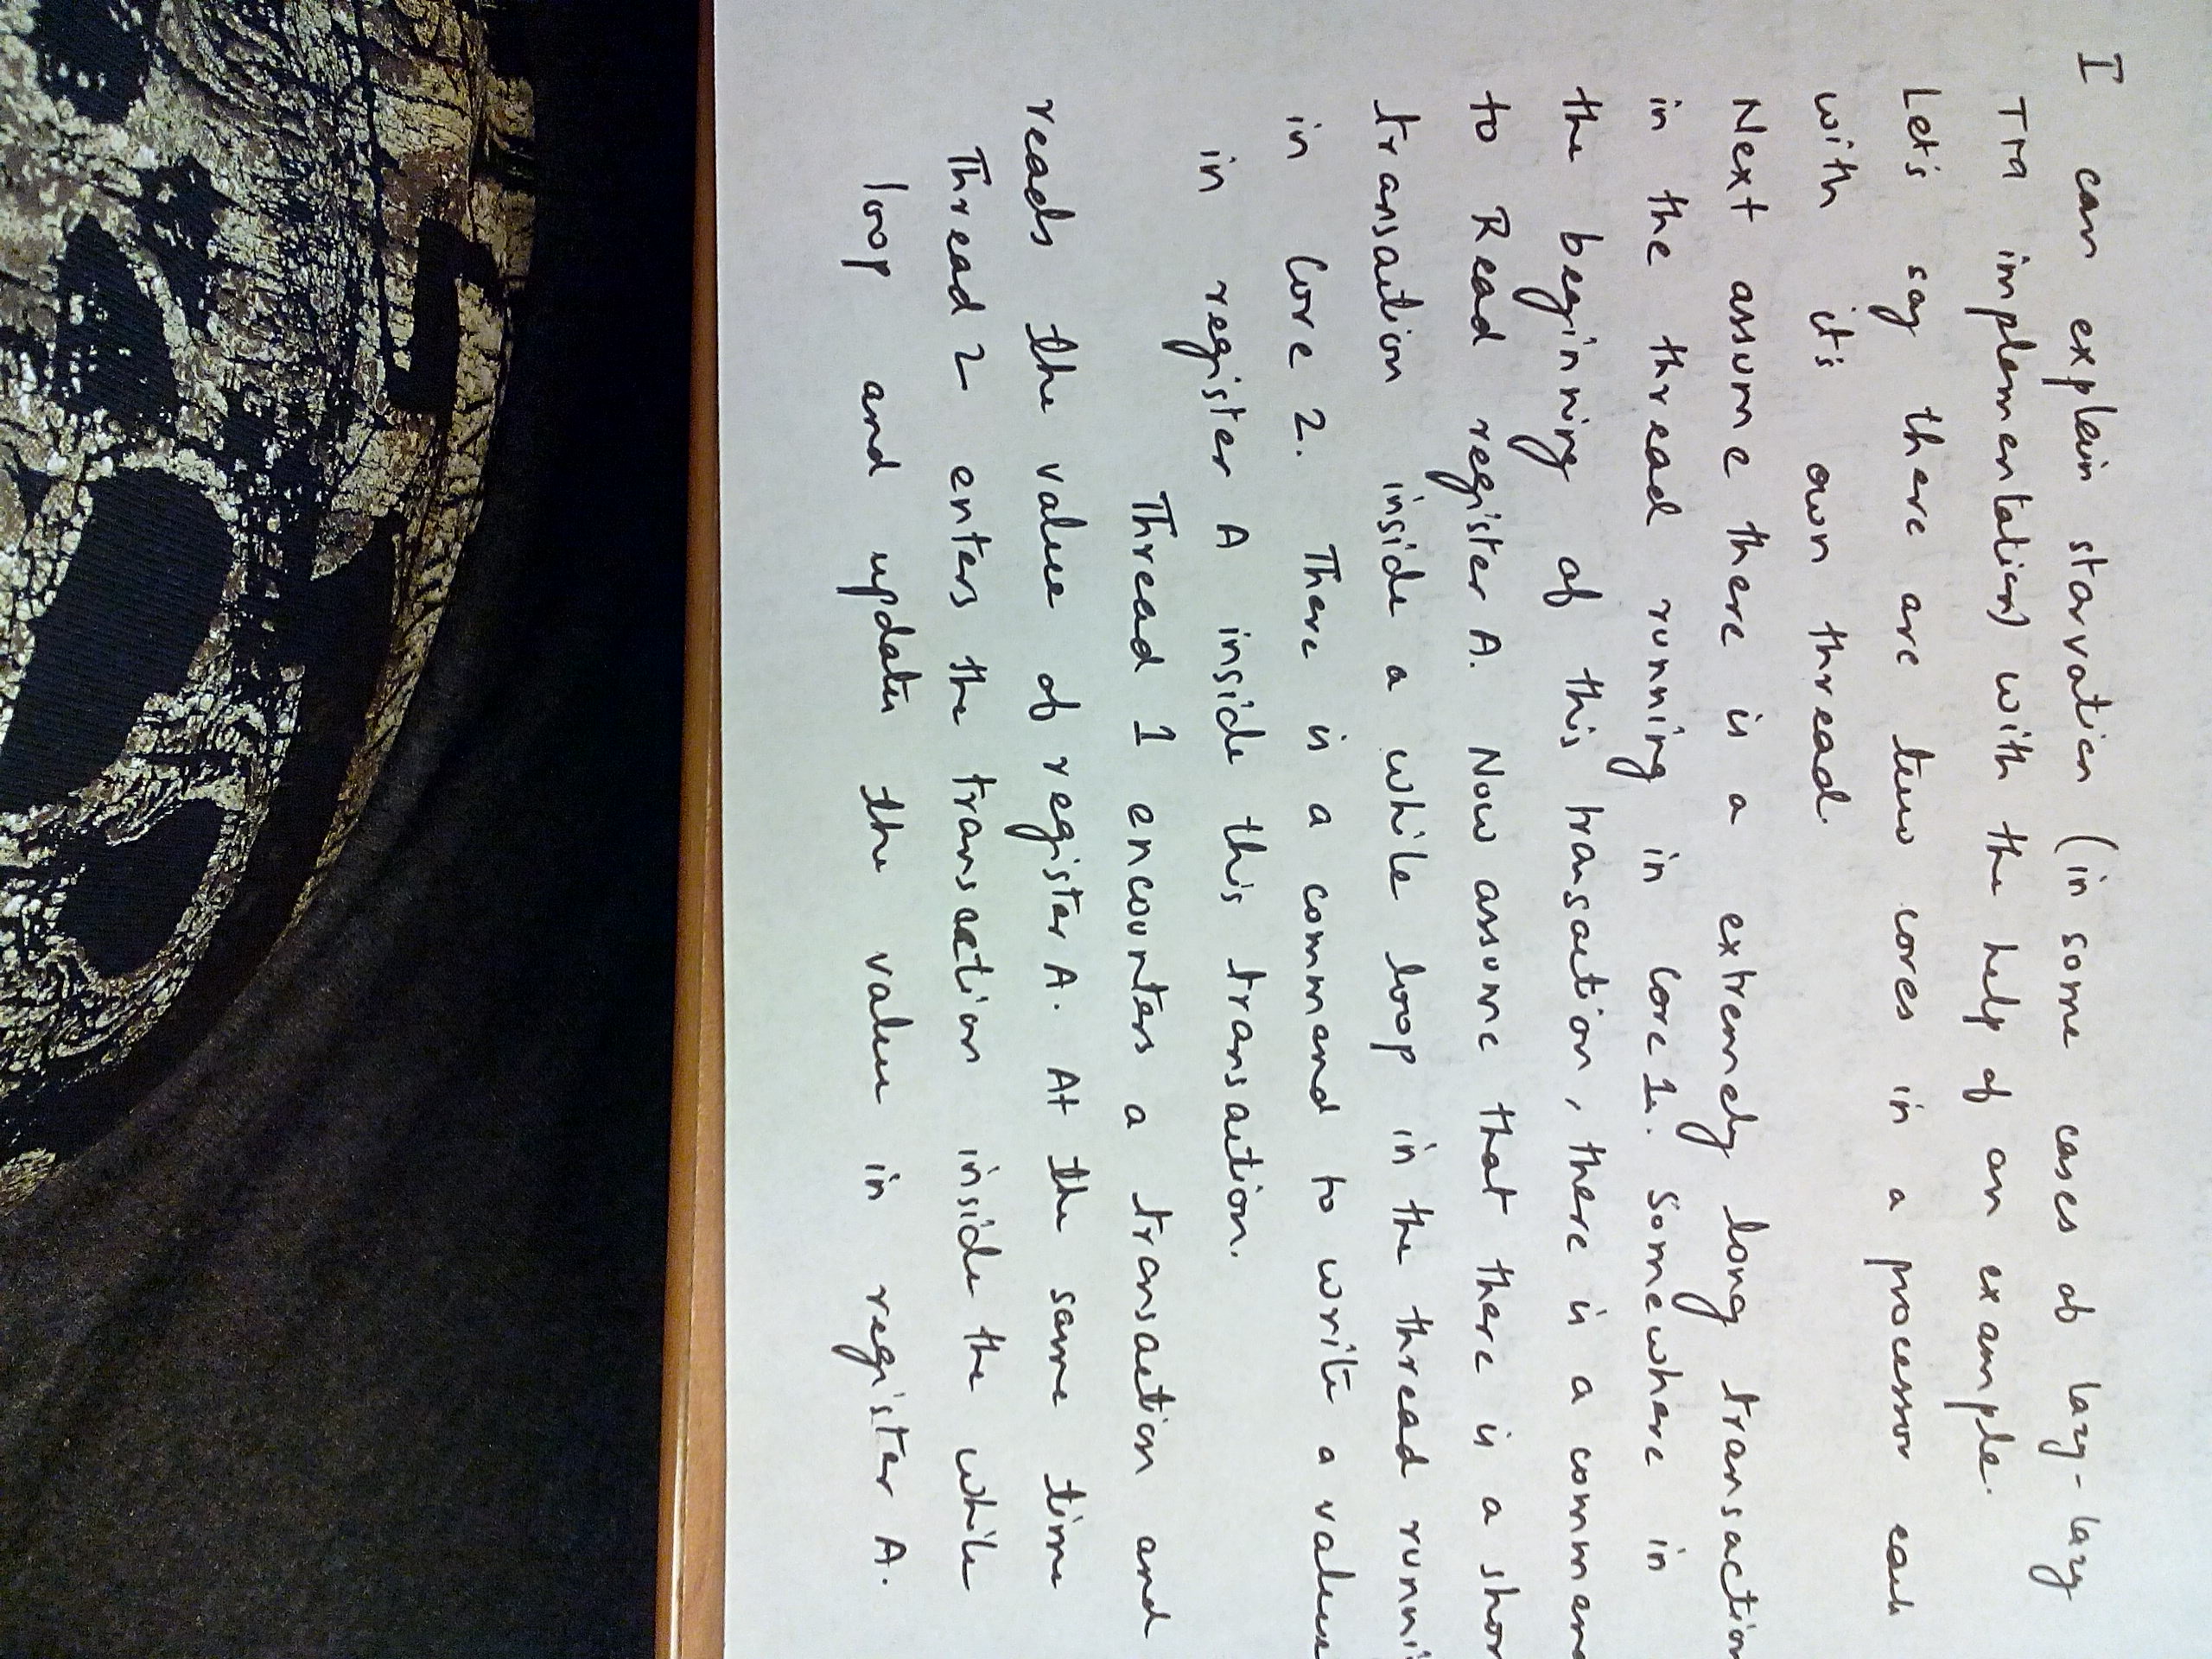 I can explain starvation (in some cases of lazy-lazy
TM implementation) with the help of an example.
Let's say there are two cores in a processor each
with it's own thread.
Next assume there is a extremely long transaction
in the thread running in Core 1. Somewhere in
the beginning of this transaction, there is a comman
to Read register A. Now assume that there is a shor
transaction inside a while loop in the thread runni
in Core 2. There is a command to write a value
in register A inside this transaction.
Thread 1 encounters a transaction and
reads the value of register A. At the same time
Thread 2 enters the transaction inside the while
loop and updates the value in register A.